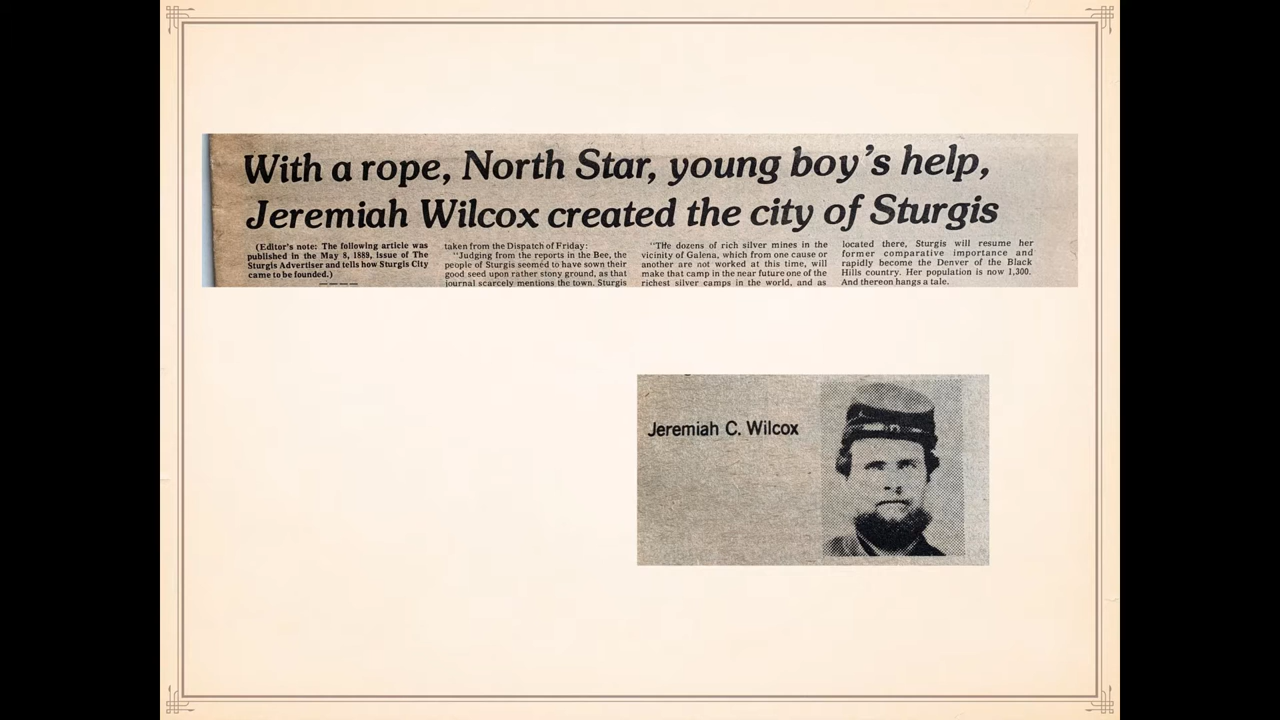 With a rope, North Star, young boy's help,
Jeremiah Wilcox created the city of Sturgis
(Editor's note: The following article was
published in the May 8, 1889, issue of The
Sturgis Advertiser and tells how Sturgis City
came to be founded.)
taken from the Dispatch of Friday:
"Judging from the reports in the Bee, the
people of Sturgis seemed to have sown their
good seed upon rather stony ground, as that
journal scarcely mentions the town. Sturgis
"The dozens of rich silver mines in the
vicinity of Galena, which from one cause or
another are not worked at this time, will
make that camp in the near future one of the
richest silver camps in the world, and as
located there, Sturgis will resume her
former comparative importance and
rapidly become the Denver of the Black
Hills country. Her population is now 1,300.
And thereon hangs a tale.
Jeremiah C. Wilcox